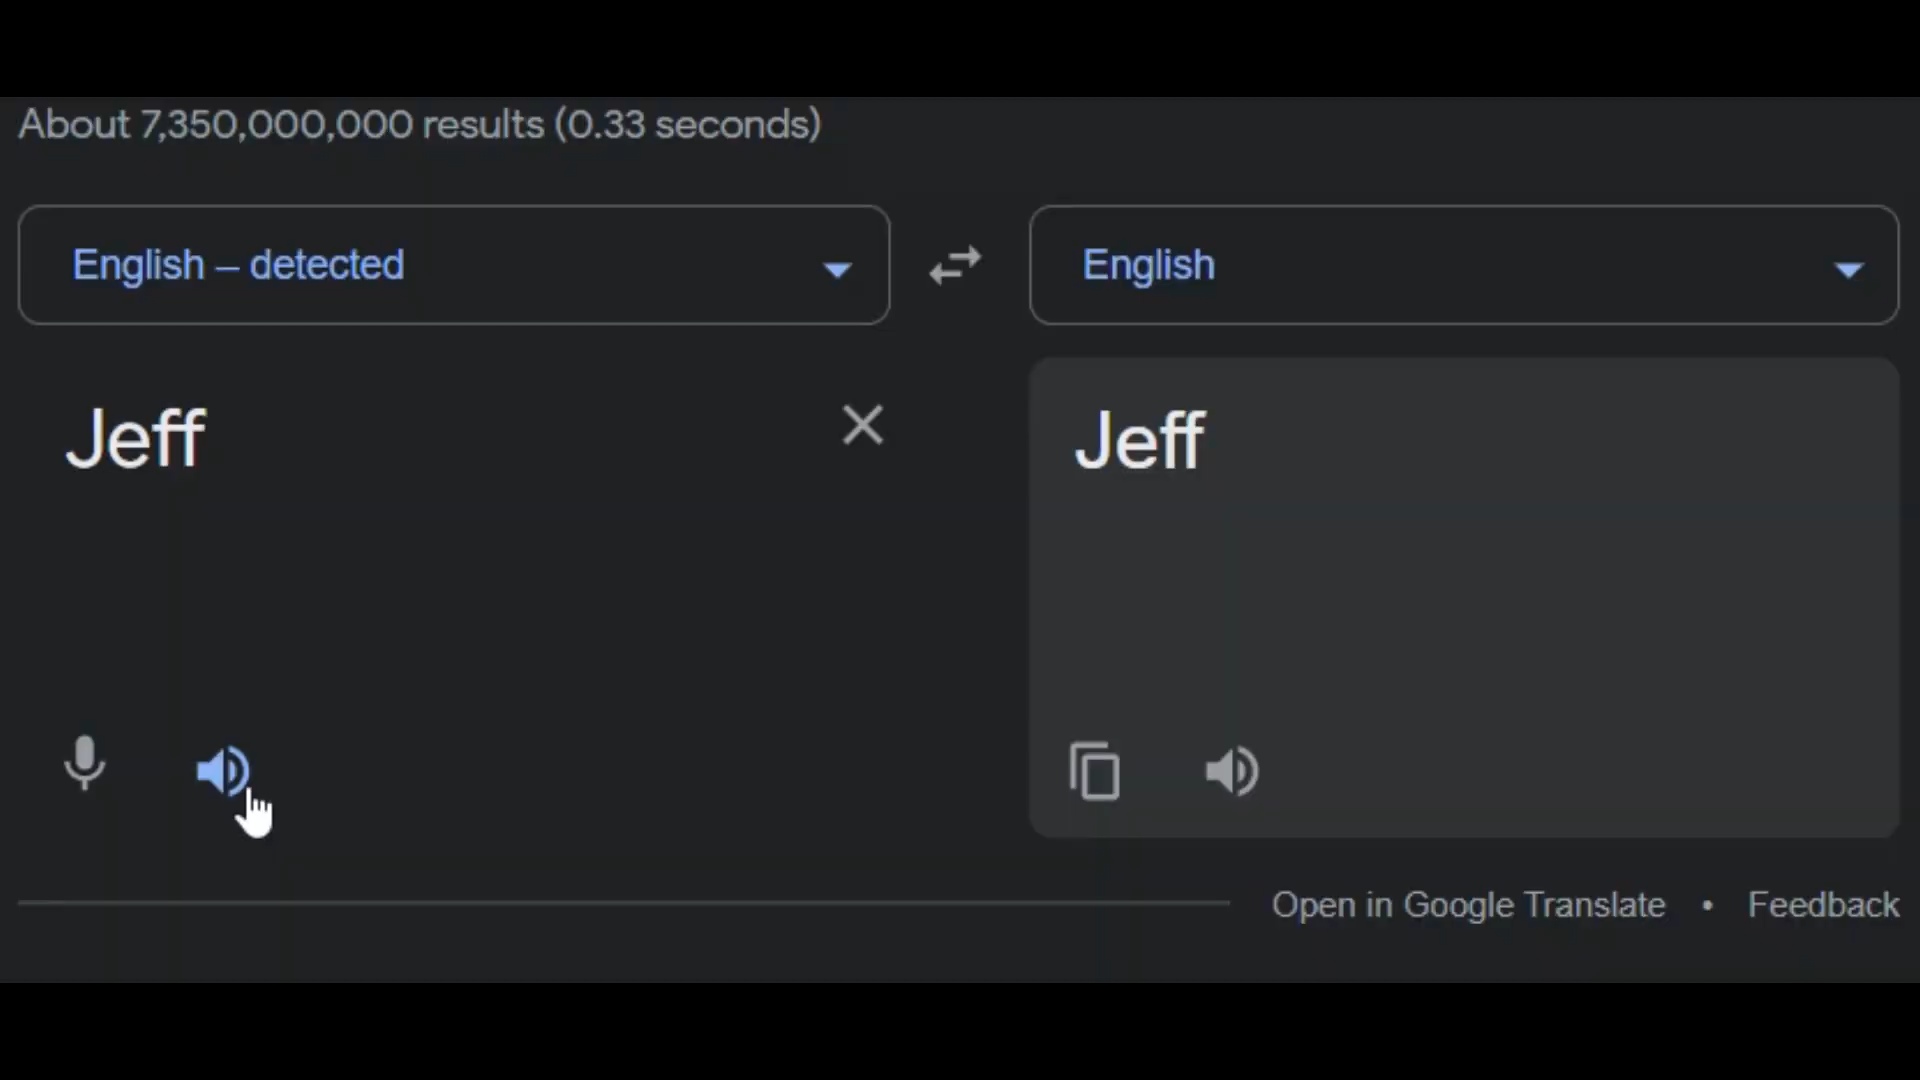 About 7,350,000,000 results (0.33 seconds)
English – detected
English
Jeff
Jeff
Open in Google Translate • Feedback